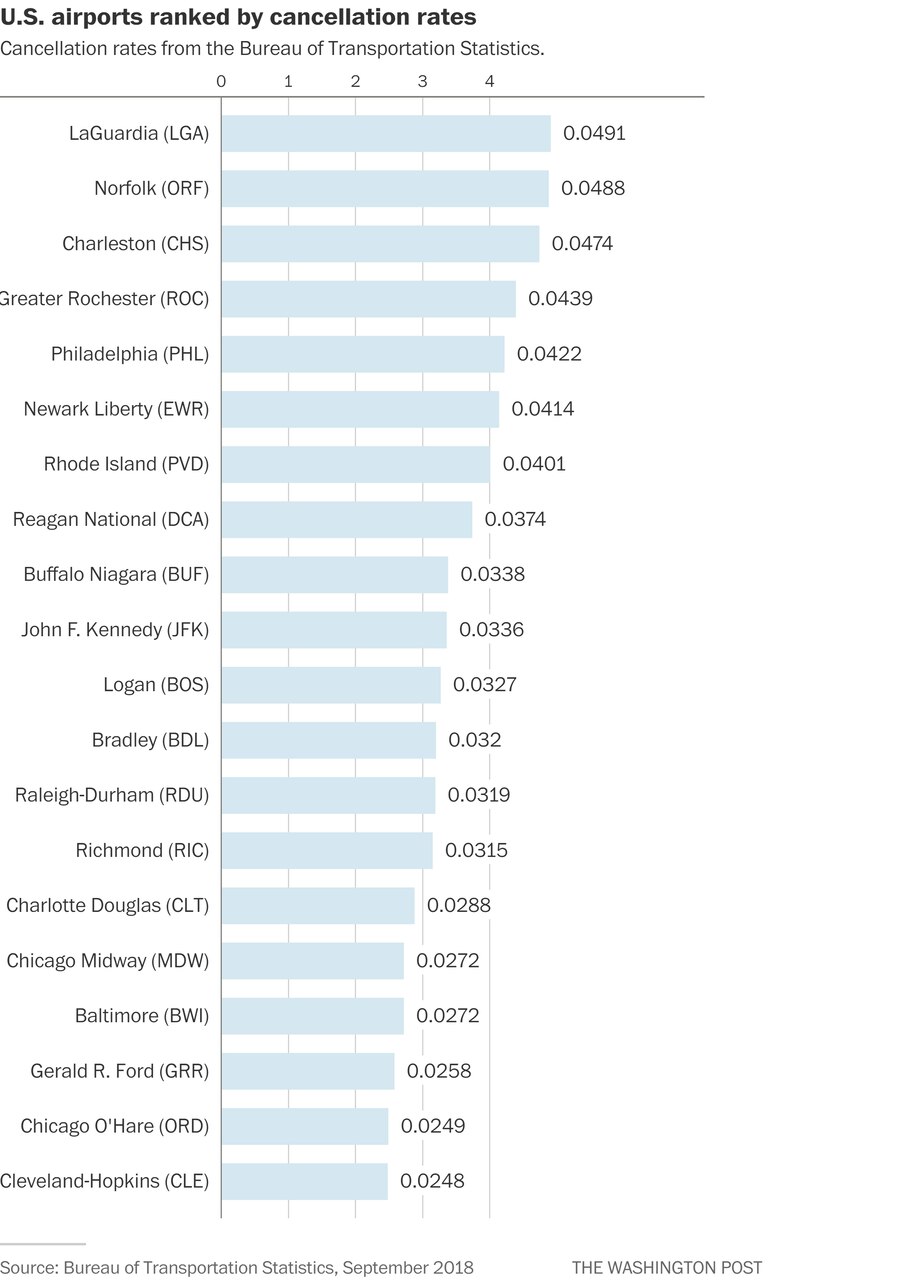 U.S. airports ranked by cancellation rates
Cancellation rates from the Bureau of Transportation Statistics.
0 1 2 3 4
LaGuardia (LGA) 0.0491
Norfolk (ORF) 0.0488
Charleston (CHS) 0.0474
Greater Rochester (ROC) 0.0439
Philadelphia (PHL) 0.0422
Newark Liberty (EWR) 0.0414
Rhode Island (PVD) 0.0401
Reagan National (DCA) 0.0374
Buffalo Niagara (BUF) 0.0338
John F. Kennedy (JFK) 0.0336
Logan (BOS) 0.0327
Bradley (BDL) 0.032
Raleigh-Durham (RDU) 0.0319
Richmond (RIC) 0.0315
Charlotte Douglas (CLT) 0.0288
Chicago Midway (MDW) 0.0272
Baltimore (BWI) 0.0272
Gerald R. Ford (GRR) 0.0258
Chicago O'Hare (ORD) 0.0249
Cleveland-Hopkins (CLE) 0.0248
Source: Bureau of Transportation Statistics, September 2018 THE WASHINGTON POST